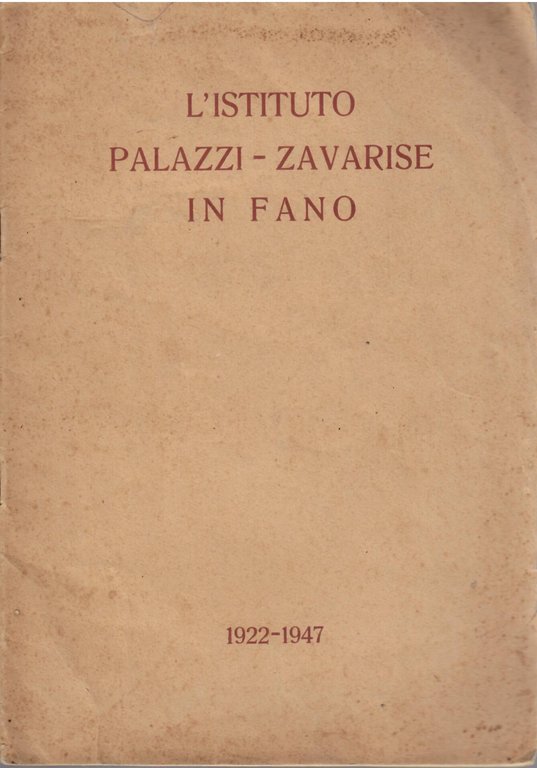 L'ISTITUTO
PALAZZI - ZAVARISE
IN FANO
1922-1947